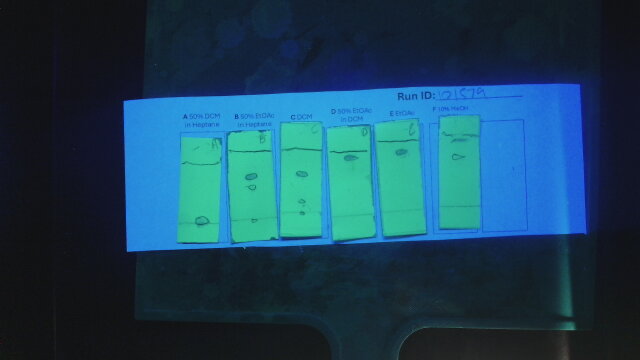 Run ID: 101579
A 50% DCM
in Heptane
B 50% EtOAc
in Heptane
C DCM
D 50% EtOAc
in DCM
E EtOAc
F 10% MeOH
A
B
C
D
E